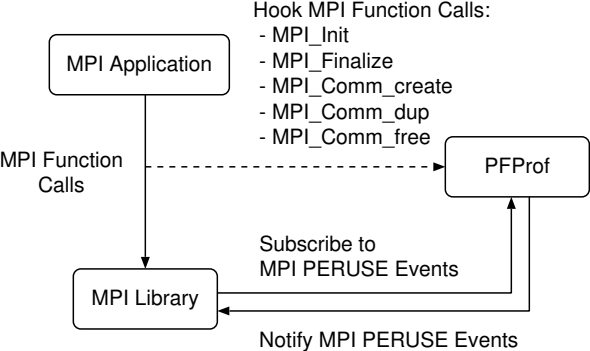 Hook MPI Function Calls:
- MPI_Init
- MPI_Finalize
- MPI_Comm_create
- MPI_Comm_dup
- MPI_Comm_free
MPI Application
MPI Function
Calls
PFProf
Subscribe to
MPI PERUSE Events
MPI Library
Notify MPI PERUSE Events